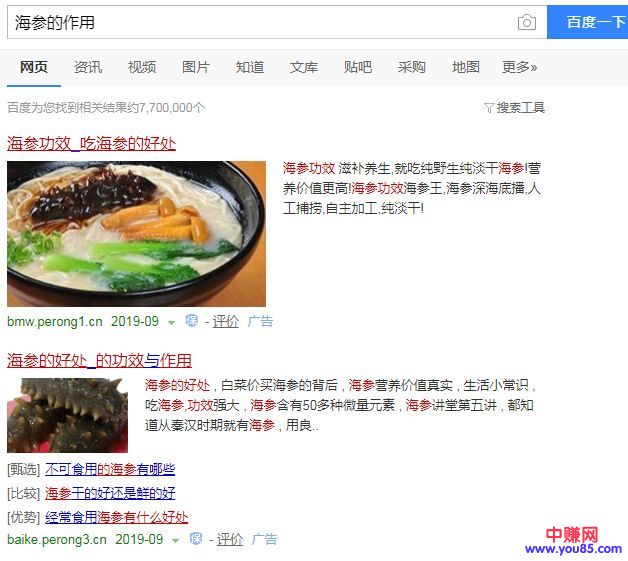 海参的作用
百度一下
网页 资讯 视频 图片 知道 文库 贴吧 采购 地图 更多»
百度为您找到相关结果约7,700,000个 搜索工具
海参功效_吃海参的好处
海参功效 滋补养生,就吃纯野生纯淡干海参!营
养价值更高!海参功效海参王,海参深海底播,人
工捕捞,自主加工,纯淡干!
bmw.perong1.cn 2019-09 保 - 评价 广告
海参的好处_的功效与作用
海参的好处 , 白菜价买海参的背后 , 海参营养价值真实 , 生活小常识 ,
吃海参,功效强大 , 海参含有50多种微量元素 , 海参讲堂第五讲 , 都知
道从秦汉时期就有海参 , 用良..
[甄选] 不可食用的海参有哪些
[比较] 海参干的好还是鲜的好
[优势] 经常食用海参有什么好处
baike.perong3.cn 2019-09 保 - 评价 广告
中赚网
www.you85.com